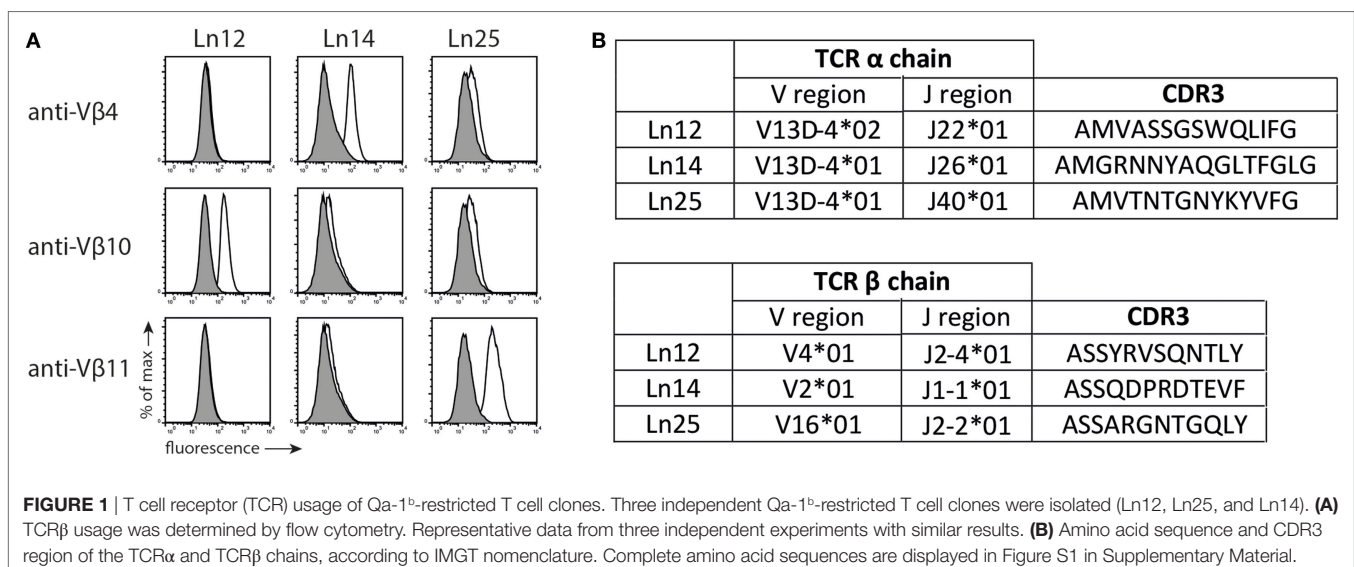 A
Ln12 Ln14 Ln25
anti-Vβ4
anti-Vβ10
anti-Vβ11
% of max
fluorescence
0 10⁰ 10¹ 10² 10³ 10⁴
B
TCR α chain
V region J region CDR3
Ln12 V13D-4*02 J22*01 AMVASSGSWQLIFG
Ln14 V13D-4*01 J26*01 AMGRNNYAQGLTFGLG
Ln25 V13D-4*01 J40*01 AMVTNTGNYKYVFG
TCR β chain
V region J region CDR3
Ln12 V4*01 J2-4*01 ASSYRVSQNTLY
Ln14 V2*01 J1-1*01 ASSQDPRDTEVF
Ln25 V16*01 J2-2*01 ASSARGNTGQLY
FIGURE 1 | T cell receptor (TCR) usage of Qa-1ᵇ-restricted T cell clones. Three independent Qa-1ᵇ-restricted T cell clones were isolated (Ln12, Ln25, and Ln14). (A)
TCRβ usage was determined by flow cytometry. Representative data from three independent experiments with similar results. (B) Amino acid sequence and CDR3
region of the TCRα and TCRβ chains, according to IMGT nomenclature. Complete amino acid sequences are displayed in Figure S1 in Supplementary Material.